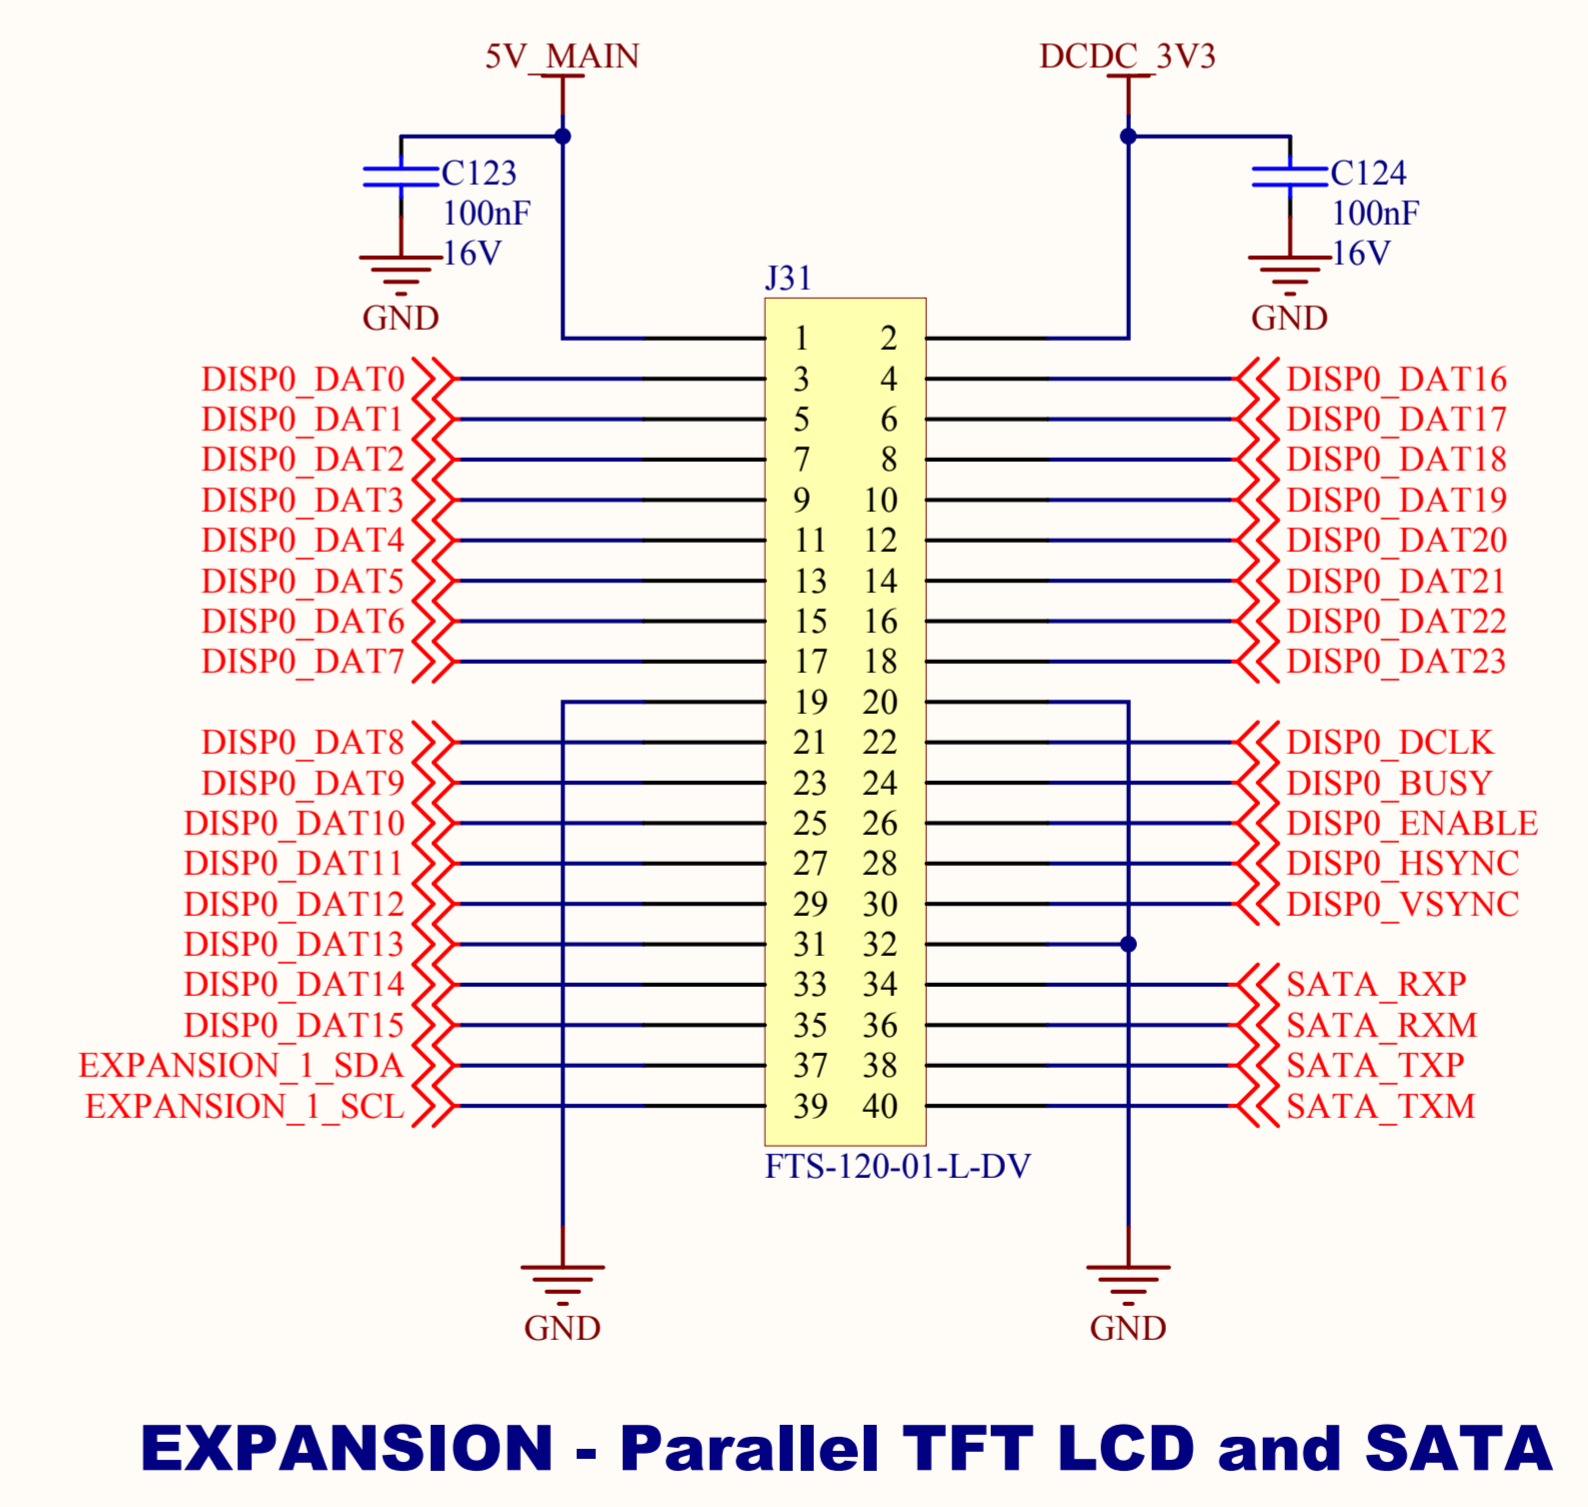 5V_MAIN DCDC_3V3
C123 C124
100nF 100nF
16V 16V
J31
GND GND
1 2
DISP0_DAT0 3 4 DISP0_DAT16
DISP0_DAT1 5 6 DISP0_DAT17
DISP0_DAT2 7 8 DISP0_DAT18
DISP0_DAT3 9 10 DISP0_DAT19
DISP0_DAT4 11 12 DISP0_DAT20
DISP0_DAT5 13 14 DISP0_DAT21
DISP0_DAT6 15 16 DISP0_DAT22
DISP0_DAT7 17 18 DISP0_DAT23
19 20
DISP0_DAT8 21 22 DISP0_DCLK
DISP0_DAT9 23 24 DISP0_BUSY
DISP0_DAT10 25 26 DISP0_ENABLE
DISP0_DAT11 27 28 DISP0_HSYNC
DISP0_DAT12 29 30 DISP0_VSYNC
DISP0_DAT13 31 32
DISP0_DAT14 33 34 SATA_RXP
DISP0_DAT15 35 36 SATA_RXM
EXPANSION_1_SDA 37 38 SATA_TXP
EXPANSION_1_SCL 39 40 SATA_TXM
FTS-120-01-L-DV
GND GND
EXPANSION - Parallel TFT LCD and SATA